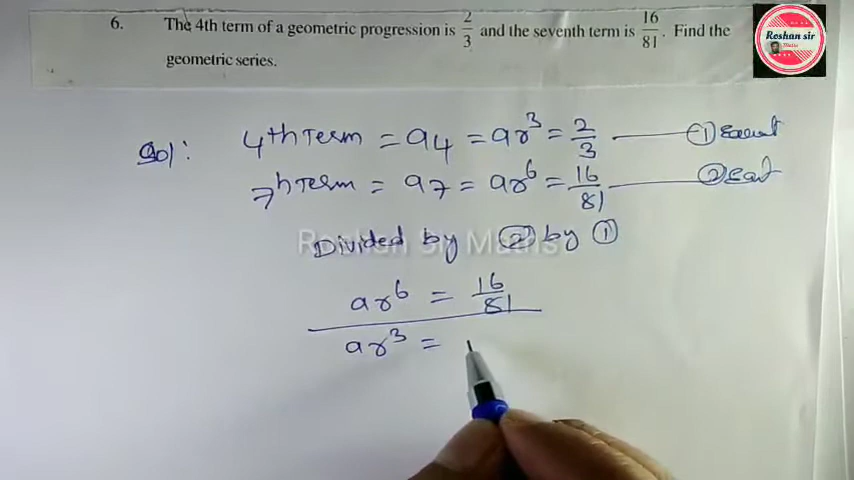 6. The 4th term of a geometric progression is 2/3 and the seventh term is 16/81. Find the
geometric series.
Roshan sir
Maths
Sol:
4th Term = a4 = ar^3 = 2/3 —— ①
7th Term = a7 = ar^6 = 16/81 —— ②
Divided by ② by ①
Roshan sir Maths
ar^6 = 16/81
ar^3 =